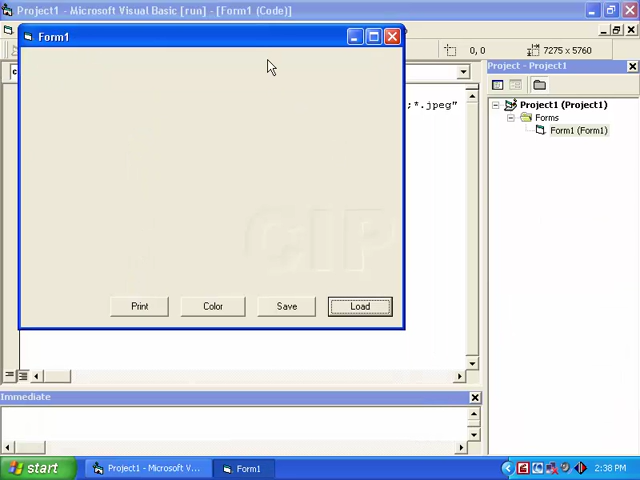 Project1 - Microsoft Visual Basic [run] - [Form1 (Code)]
Form1
0, 0
7275 x 5760
Project - Project1
;*.jpeg"
Project1 (Project1)
Forms
Form1 (Form1)
CIP
Print
Color
Save
Load
Immediate
start
Project1 - Microsoft V...
Form1
2:38 PM